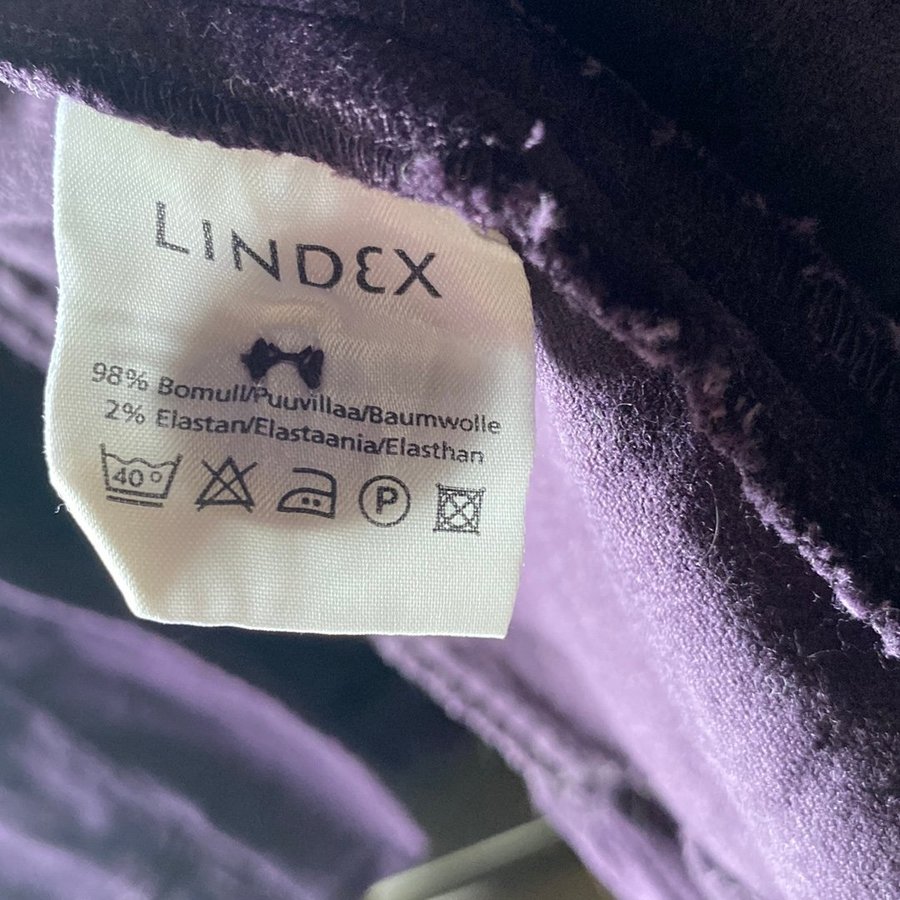 LINDEX
98% Bomull/Puuvillaa/Baumwolle
2% Elastan/Elastaania/Elasthan
40° P